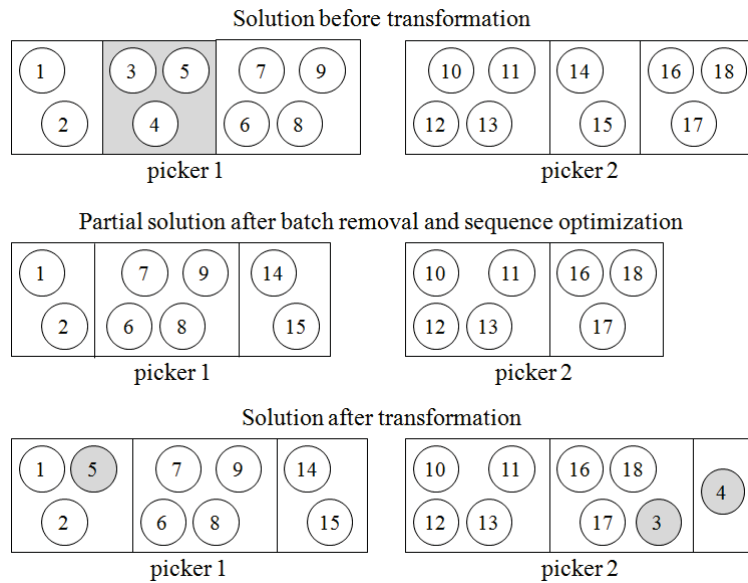 Solution before transformation
1 3 5 7 9 10 11 14 16 18
2 4 6 8 12 13 15 17
picker 1 picker 2
Partial solution after batch removal and sequence optimization
1 7 9 14 10 11 16 18
2 6 8 15 12 13 17
picker 1 picker 2
Solution after transformation
1 5 7 9 14 10 11 16 18 4
2 6 8 15 12 13 17 3
picker 1 picker 2